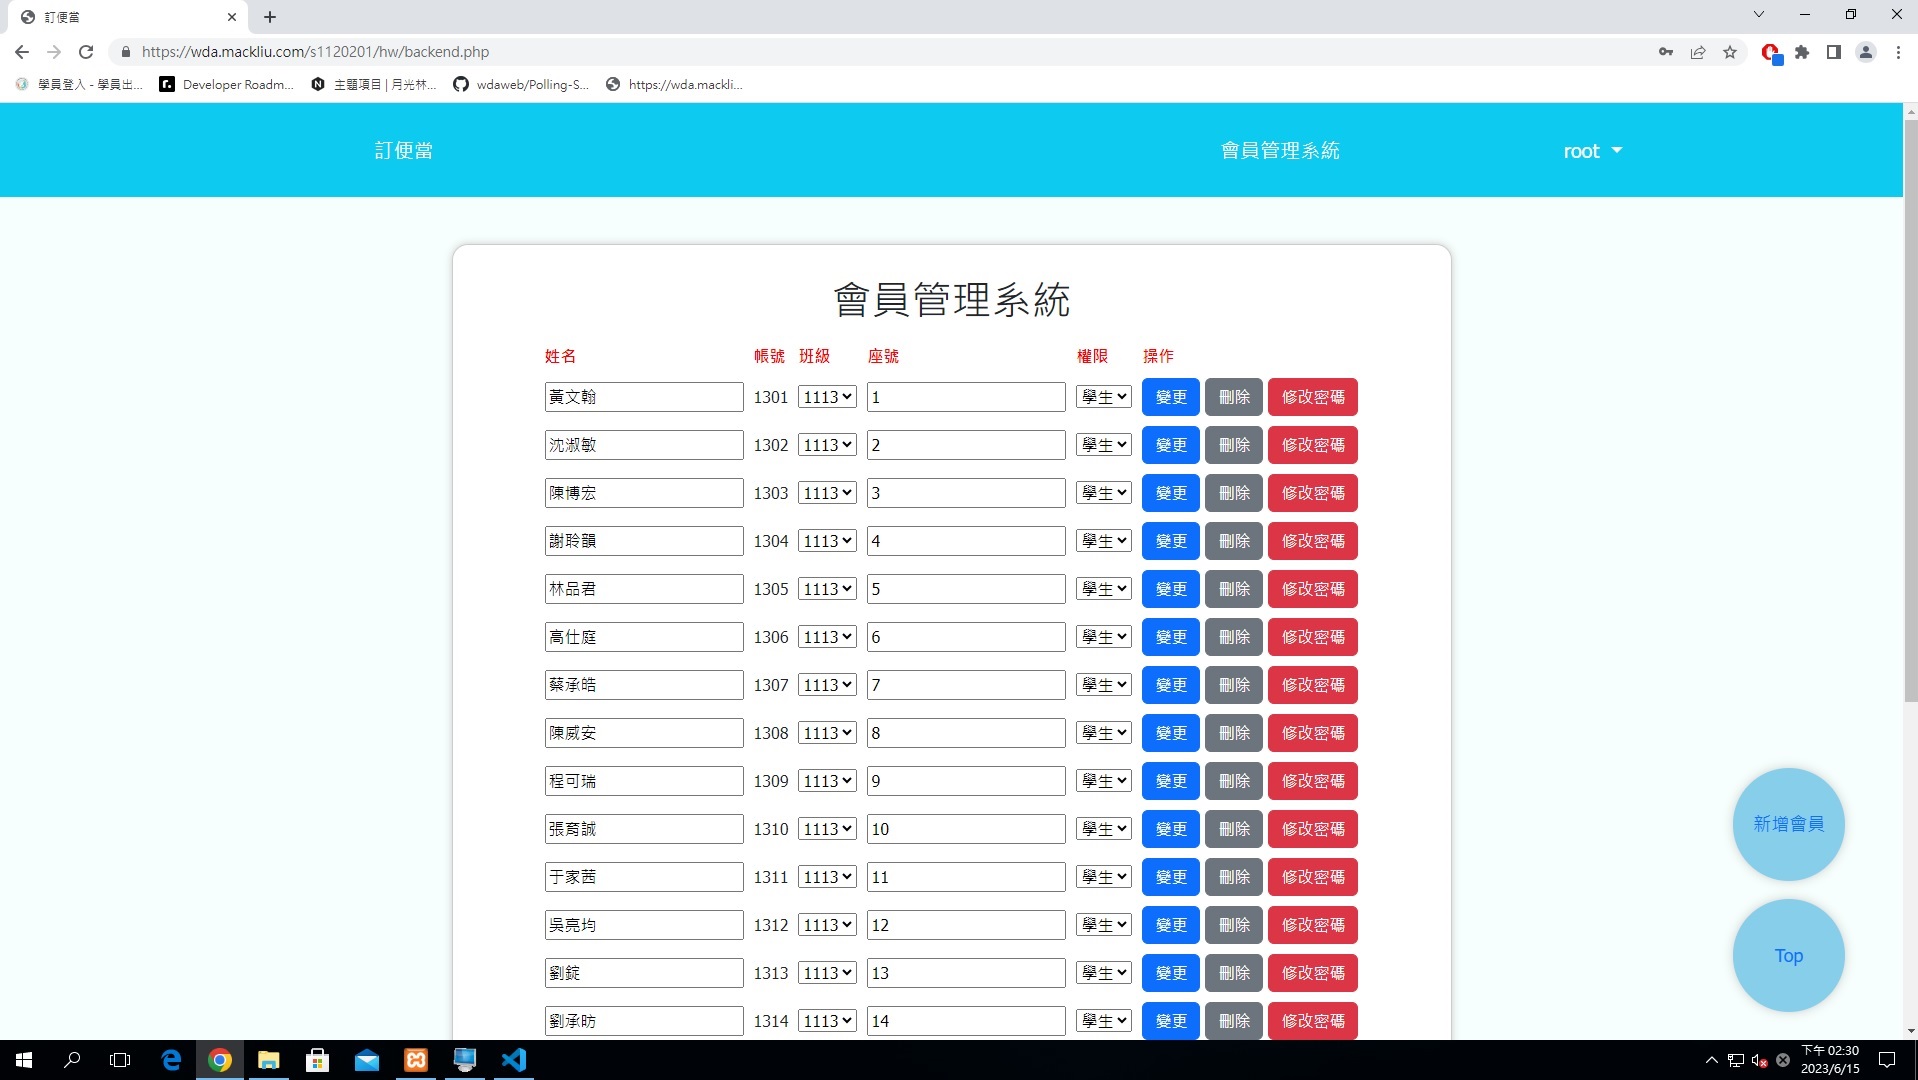 訂便當
https://wda.mackliu.com/s1120201/hw/backend.php
學員登入 - 學員出... Developer Roadm... 主題項目 | 月光林... wdaweb/Polling-S... https://wda.mackli...
訂便當 會員管理系統 root
會員管理系統
姓名 帳號 班級 座號 權限 操作
黃文翰 1301 1113 1 學生 變更 刪除 修改密碼
沈淑敏 1302 1113 2 學生 變更 刪除 修改密碼
陳博宏 1303 1113 3 學生 變更 刪除 修改密碼
謝聆韻 1304 1113 4 學生 變更 刪除 修改密碼
林品君 1305 1113 5 學生 變更 刪除 修改密碼
高仕庭 1306 1113 6 學生 變更 刪除 修改密碼
蔡承皓 1307 1113 7 學生 變更 刪除 修改密碼
陳威安 1308 1113 8 學生 變更 刪除 修改密碼
程可瑞 1309 1113 9 學生 變更 刪除 修改密碼
張育誠 1310 1113 10 學生 變更 刪除 修改密碼
于家茜 1311 1113 11 學生 變更 刪除 修改密碼
吳亮均 1312 1113 12 學生 變更 刪除 修改密碼
劉錠 1313 1113 13 學生 變更 刪除 修改密碼
劉承昉 1314 1113 14 學生 變更 刪除 修改密碼
新增會員
Top
下午 02:30
2023/6/15